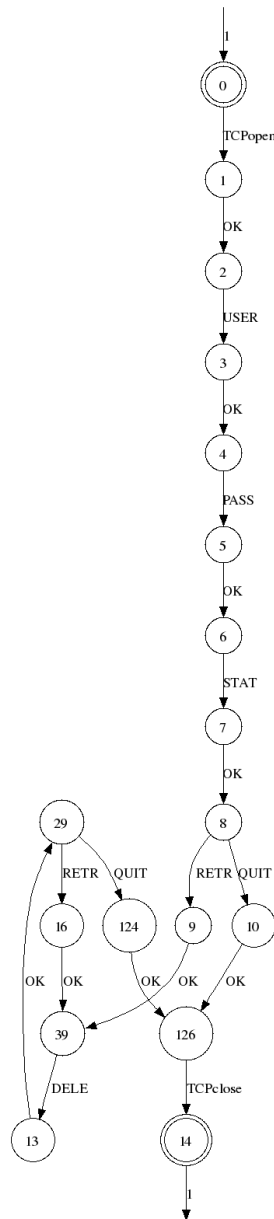 1
0
TCPopen
1
OK
2
USER
3
OK
4
PASS
5
OK
6
STAT
7
OK
29
8
RETR QUIT RETR QUIT
16 124 9 10
OK OK OK OK OK
39 126
DELE TCPclose
13 14
1